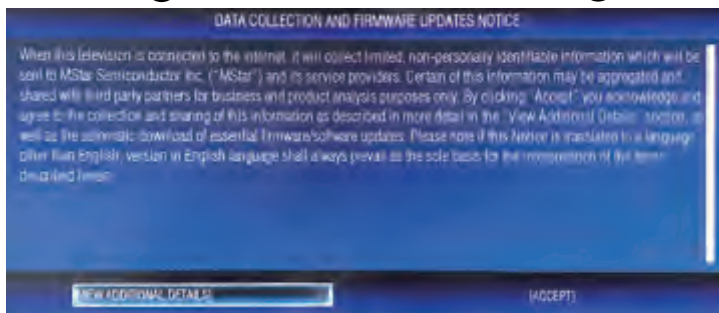 DATA COLLECTION AND FIRMWARE UPDATES NOTICE
When this television is connected to the internet, it will collect limited, non-personally identifiable information which will be
sent to MStar Semiconductor Inc. ("MStar") and its service providers. Certain of this information may be aggregated and
shared with third party partners for business and product analysis purposes only. By clicking "Accept" you acknowledge and
agree to the collection and sharing of this information as described in more detail in the "View Additional Details" section, as
well as the automatic download of essential firmware/software updates. Please note if this Notice is translated to a language
other than English, version in English language shall always prevail as the sole basis for the interpretation of the terms
described herein.
[VIEW ADDITIONAL DETAILS]
[ACCEPT]